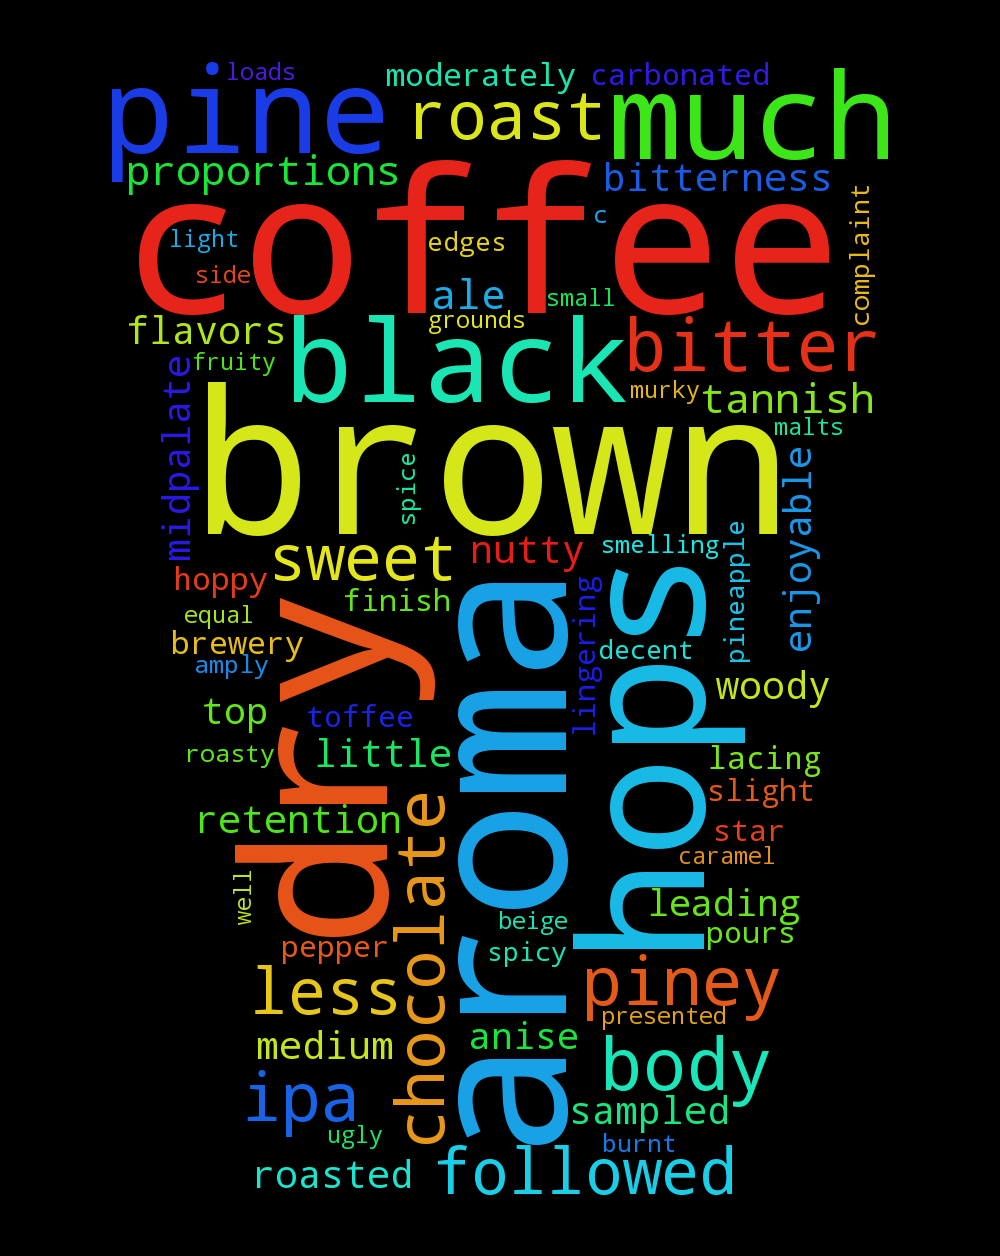 loads
moderately
carbonated
pine
roast
much
proportions
bitterness
coffee
c
complaint
light
edges
side
ale
small
grounds
flavors
black
bitter
fruity
midpalate
murky
tannish
brown
malts
spice
enjoyable
sweet
nutty
smelling
pineapple
hoppy
finish
lingering
equal
brewery
decent
amply
dry
aroma
hops
woody
top
toffee
roasty
little
lacing
slight
retention
chocolate
star
caramel
well
leading
beige
pours
pepper
spicy
less
piney
presented
medium
anise
body
ipa
sampled
ugly
burnt
roasted
followed